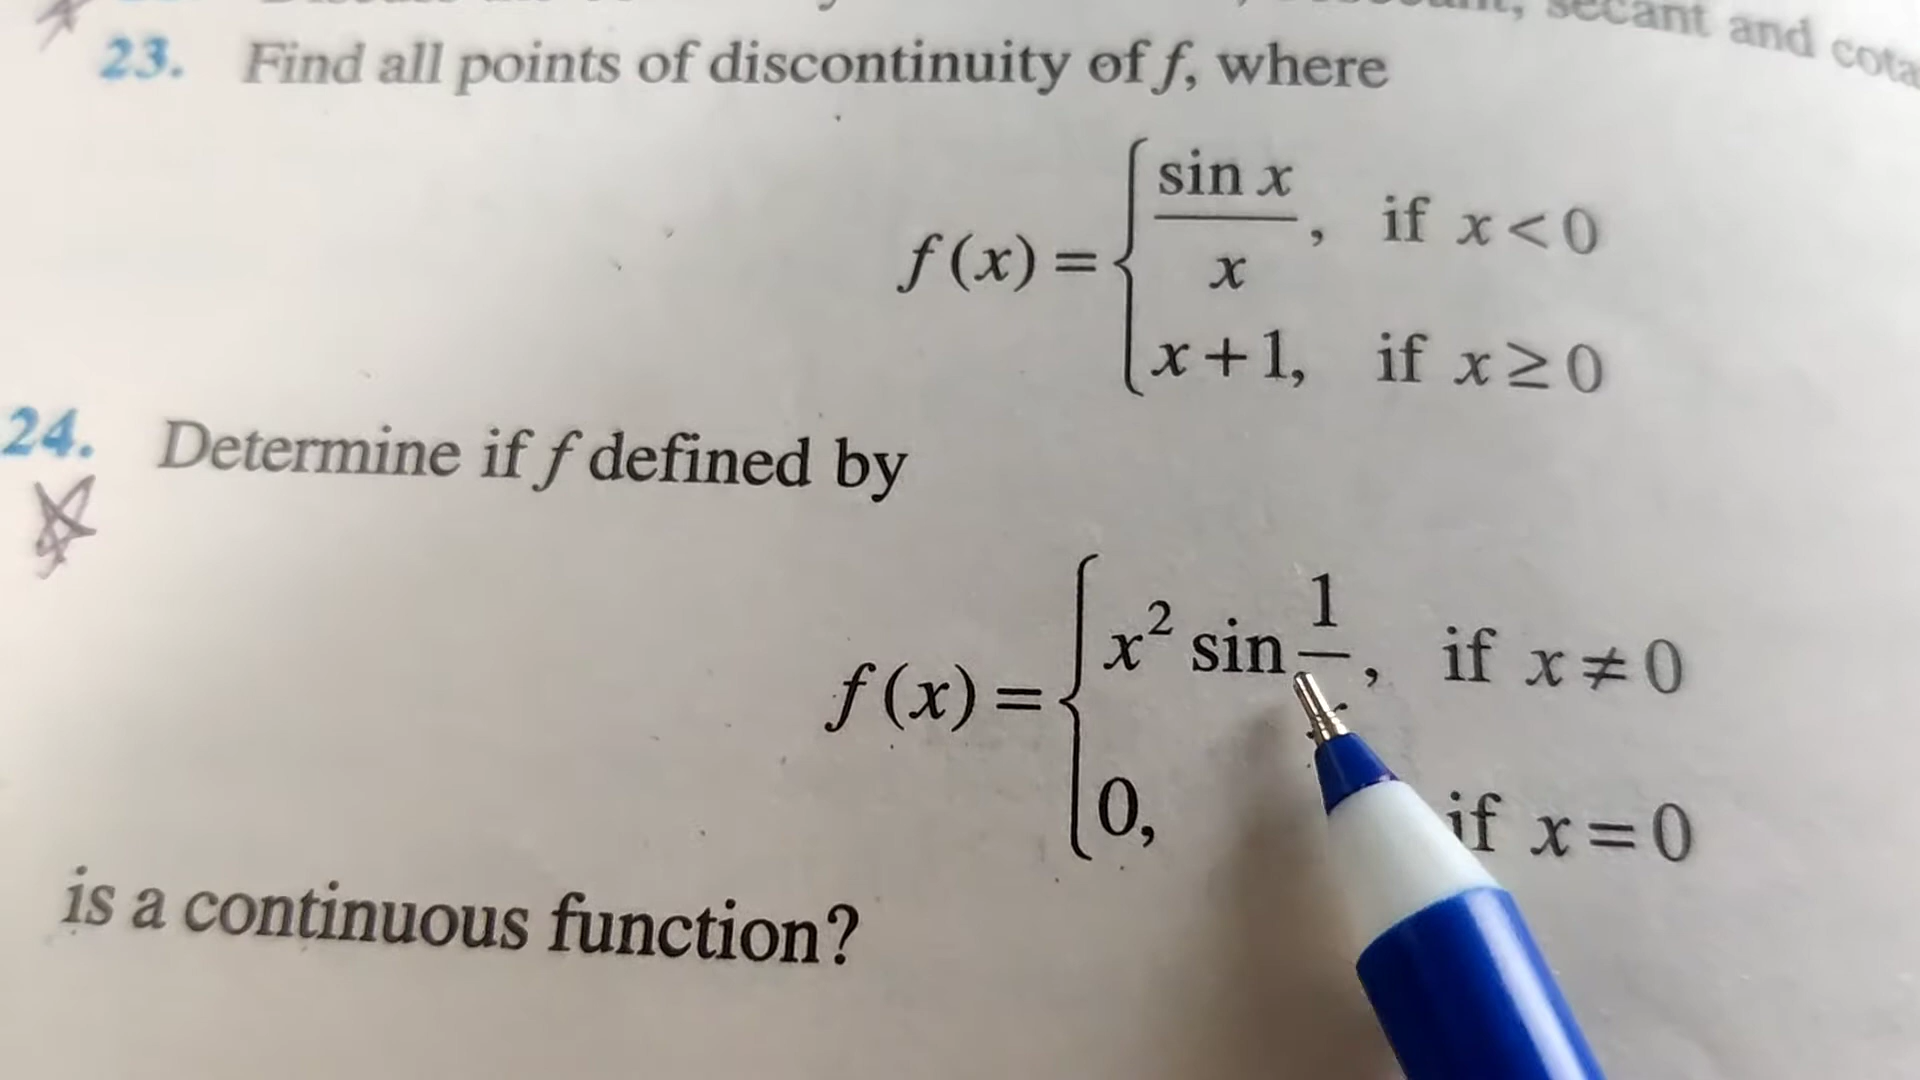 secant and cota
23. Find all points of discontinuity of f, where
f(x) = { sin x / x, if x < 0
x + 1, if x ≥ 0
24. Determine if f defined by
f(x) = { x² sin 1/, if x ≠ 0
0, if x = 0
is a continuous function?